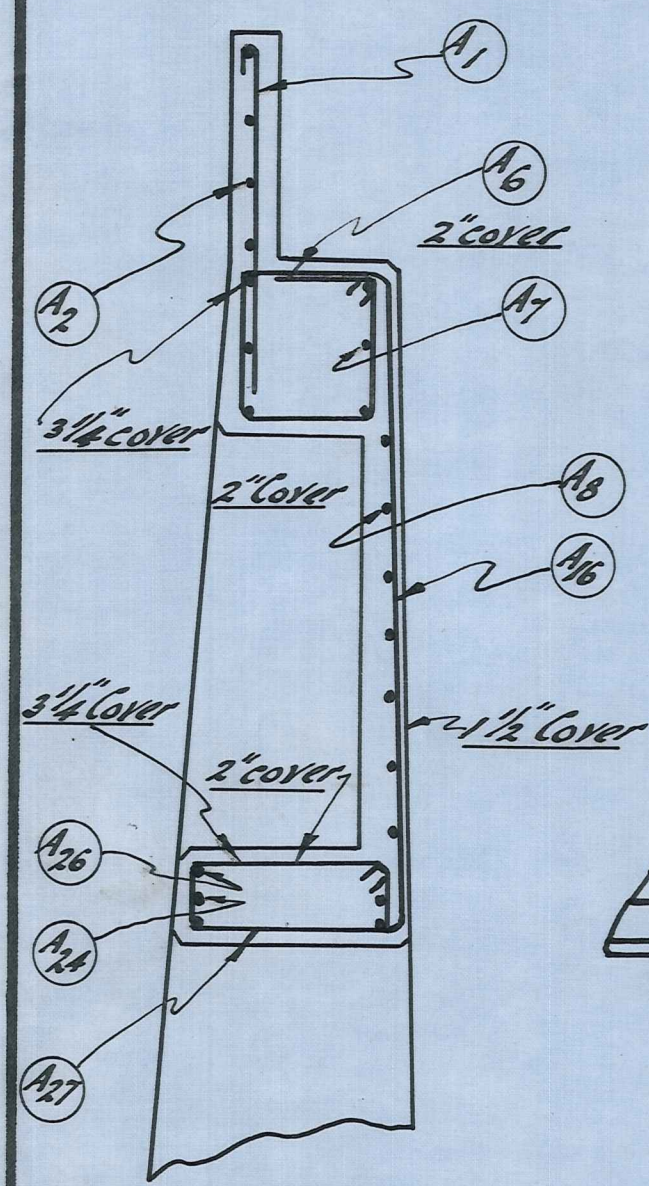 A1
A6
2" cover
A2
A7
3 1/4" cover
2" Cover
A8
A16
3 1/4" Cover
1 1/2" Cover
2" cover
A26
A24
A27